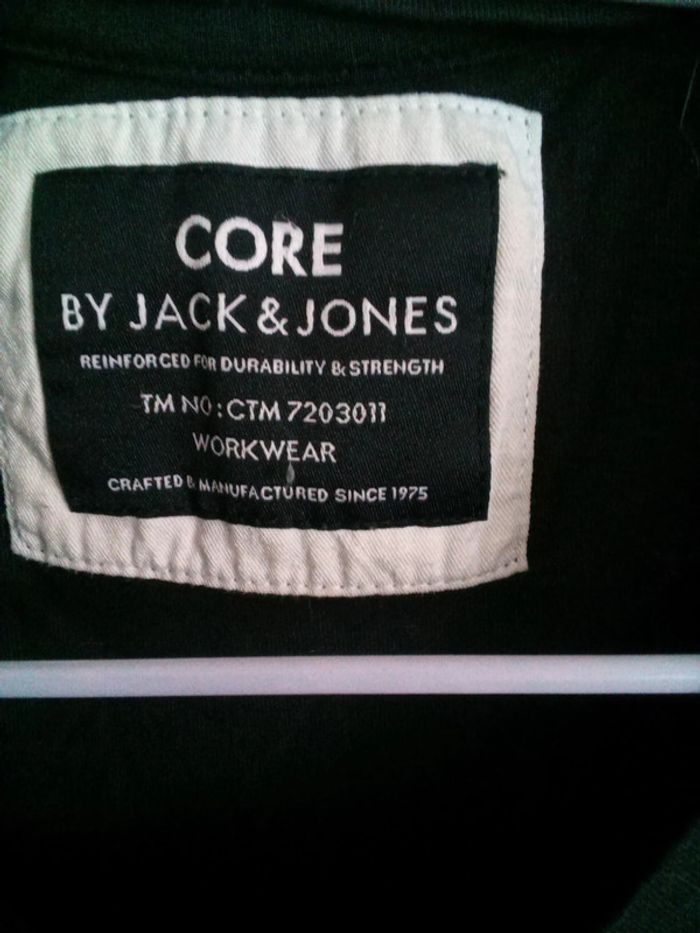 CORE
BY JACK & JONES
REINFORCED FOR DURABILITY & STRENGTH
TM NO: CTM 7203011
WORKWEAR
CRAFTED & MANUFACTURED SINCE 1975